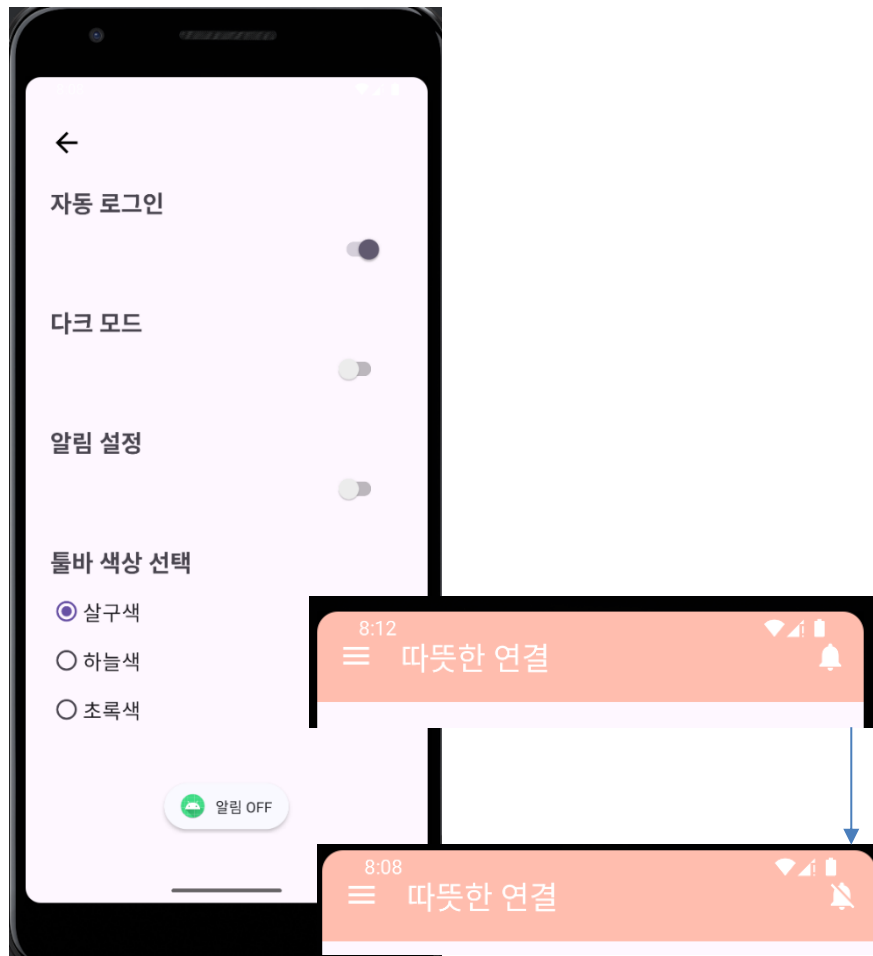 자동 로그인
다크 모드
알림 설정
툴바 색상 선택
살구색
하늘색
초록색
8:12
따뜻한 연결
알림 OFF
8:08
따뜻한 연결